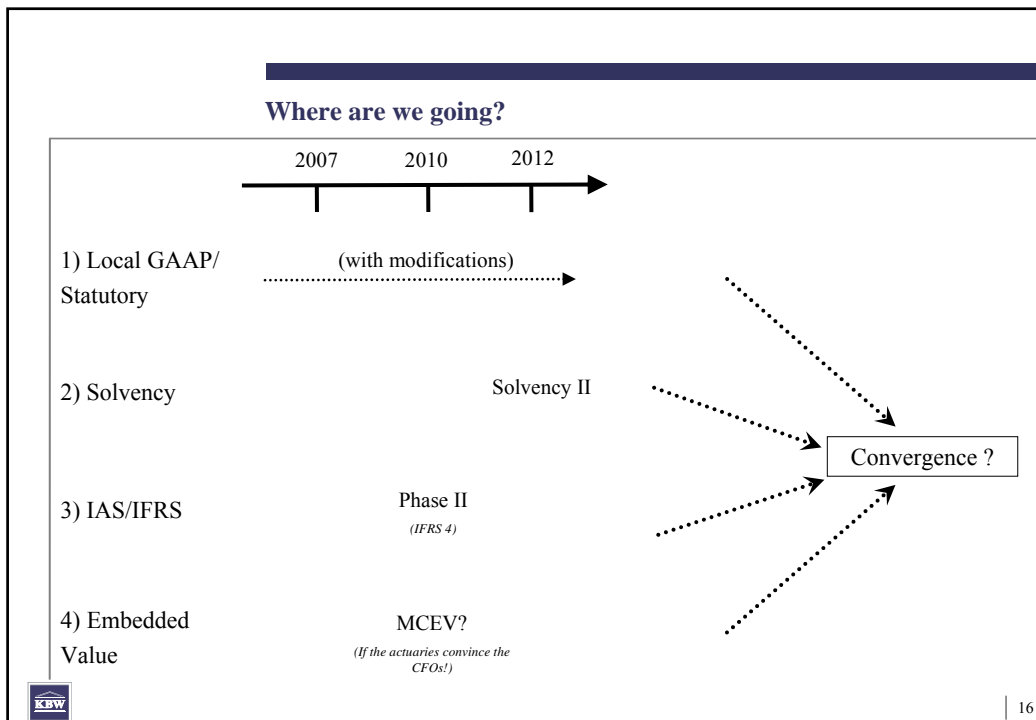 Where are we going?
2007 2010 2012
1) Local GAAP/
Statutory
(with modifications)
2) Solvency
Solvency II
Convergence ?
3) IAS/IFRS
Phase II
(IFRS 4)
4) Embedded
Value
MCEV?
(If the actuaries convince the
CFOs!)
KBW
16